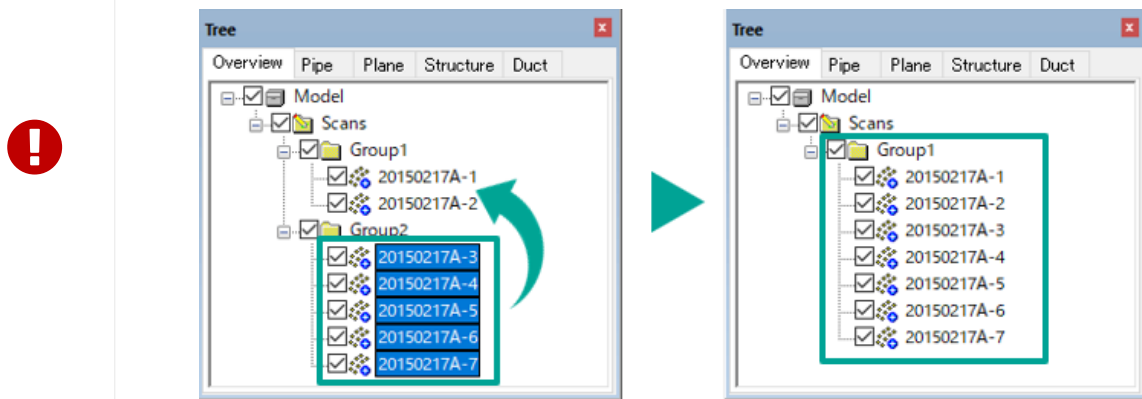 Tree
Overview Pipe Plane Structure Duct
Model
Scans
Group1
20150217A-1
20150217A-2
Group2
20150217A-3
20150217A-4
20150217A-5
20150217A-6
20150217A-7
Tree
Overview Pipe Plane Structure Duct
Model
Scans
Group1
20150217A-1
20150217A-2
20150217A-3
20150217A-4
20150217A-5
20150217A-6
20150217A-7